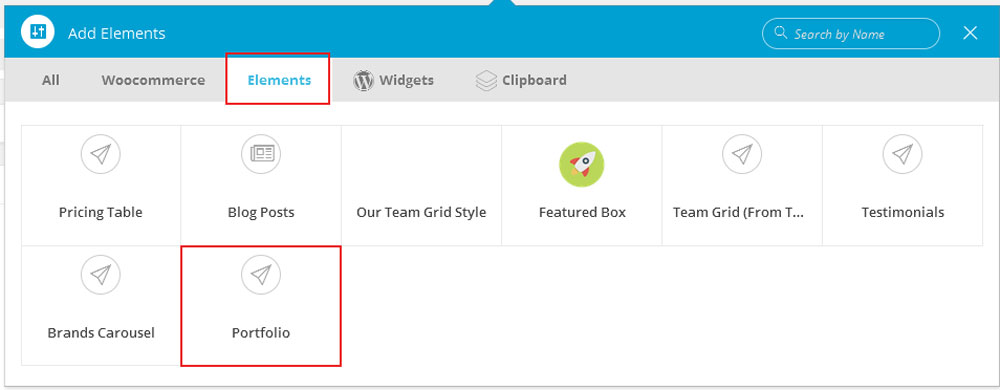 Add Elements
Search by Name
All Woocommerce Elements Widgets Clipboard
Pricing Table Blog Posts Our Team Grid Style Featured Box Team Grid (From T... Testimonials
Brands Carousel Portfolio